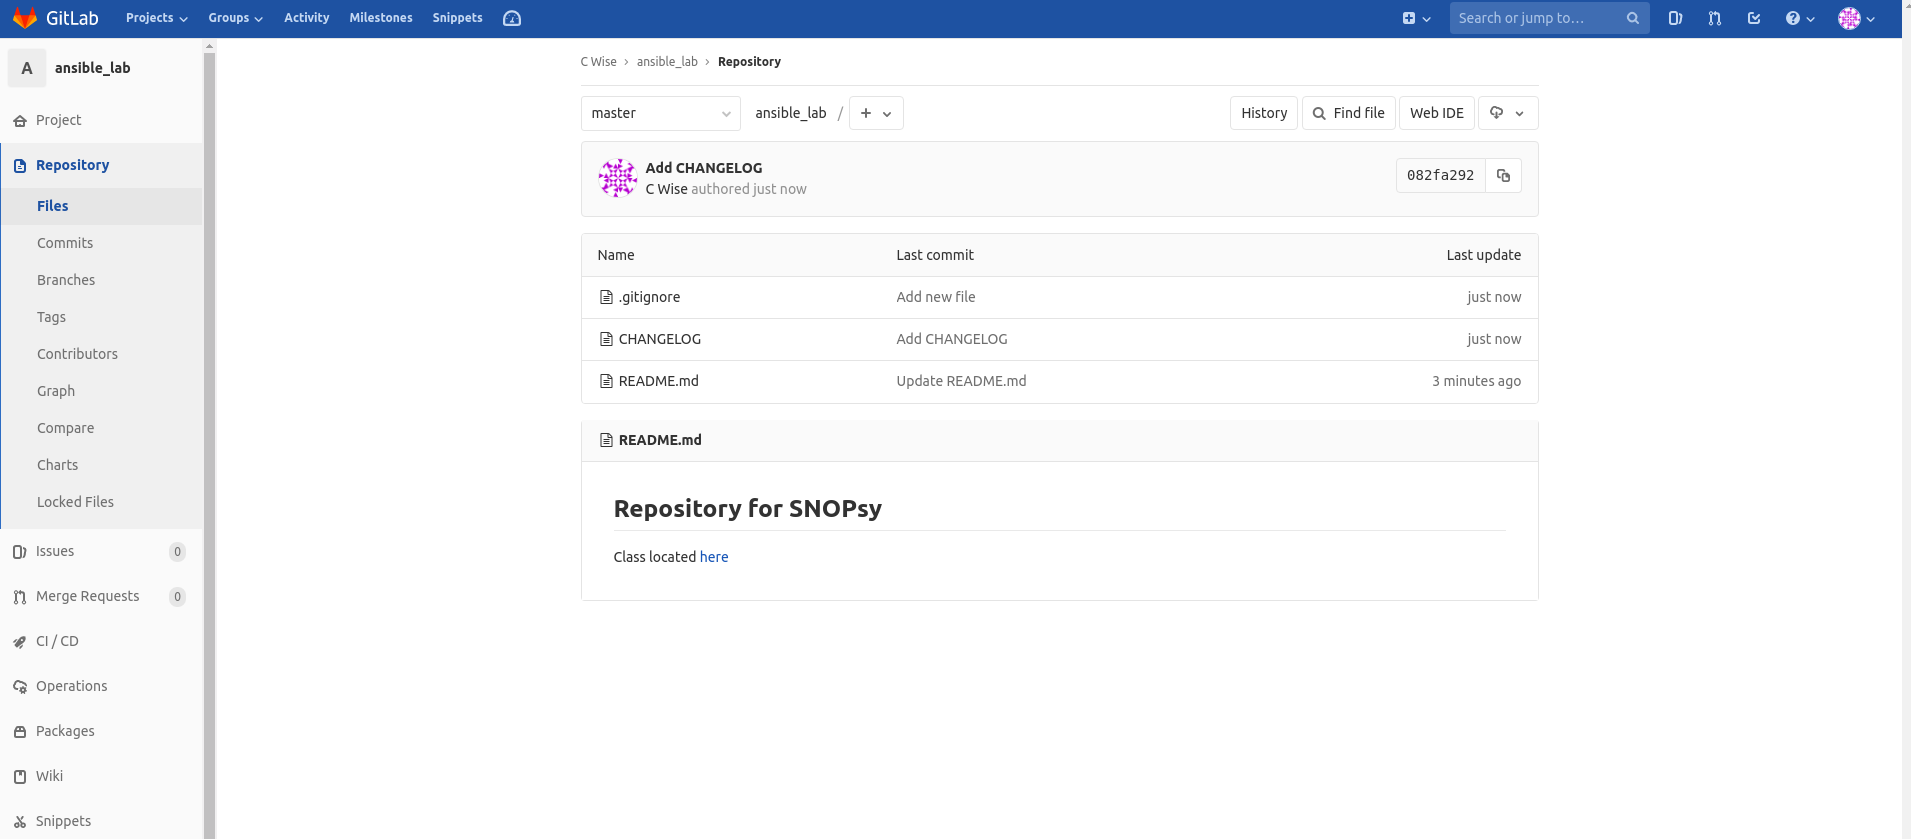 GitLab Projects Groups Activity Milestones Snippets Search or jump to...
A ansible_lab
Project
Repository
Files
Commits
Branches
Tags
Contributors
Graph
Compare
Charts
Locked Files
Issues 0
Merge Requests 0
CI / CD
Operations
Packages
Wiki
Snippets
C Wise › ansible_lab › Repository
master ansible_lab / + History Find file Web IDE
Add CHANGELOG
C Wise authored just now
082fa292
Name Last commit Last update
.gitignore Add new file just now
CHANGELOG Add CHANGELOG just now
README.md Update README.md 3 minutes ago
README.md
Repository for SNOPsy
Class located here